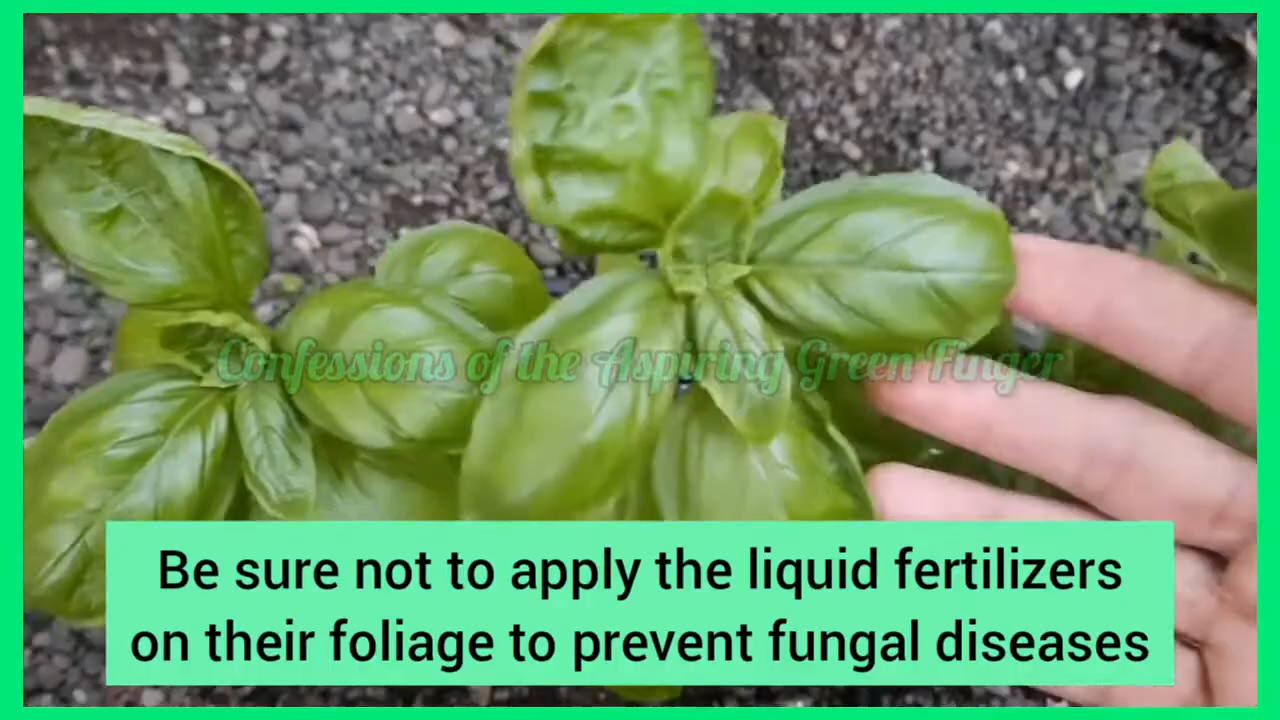 Confessions of the Aspiring Green Finger
Be sure not to apply the liquid fertilizers
on their foliage to prevent fungal diseases